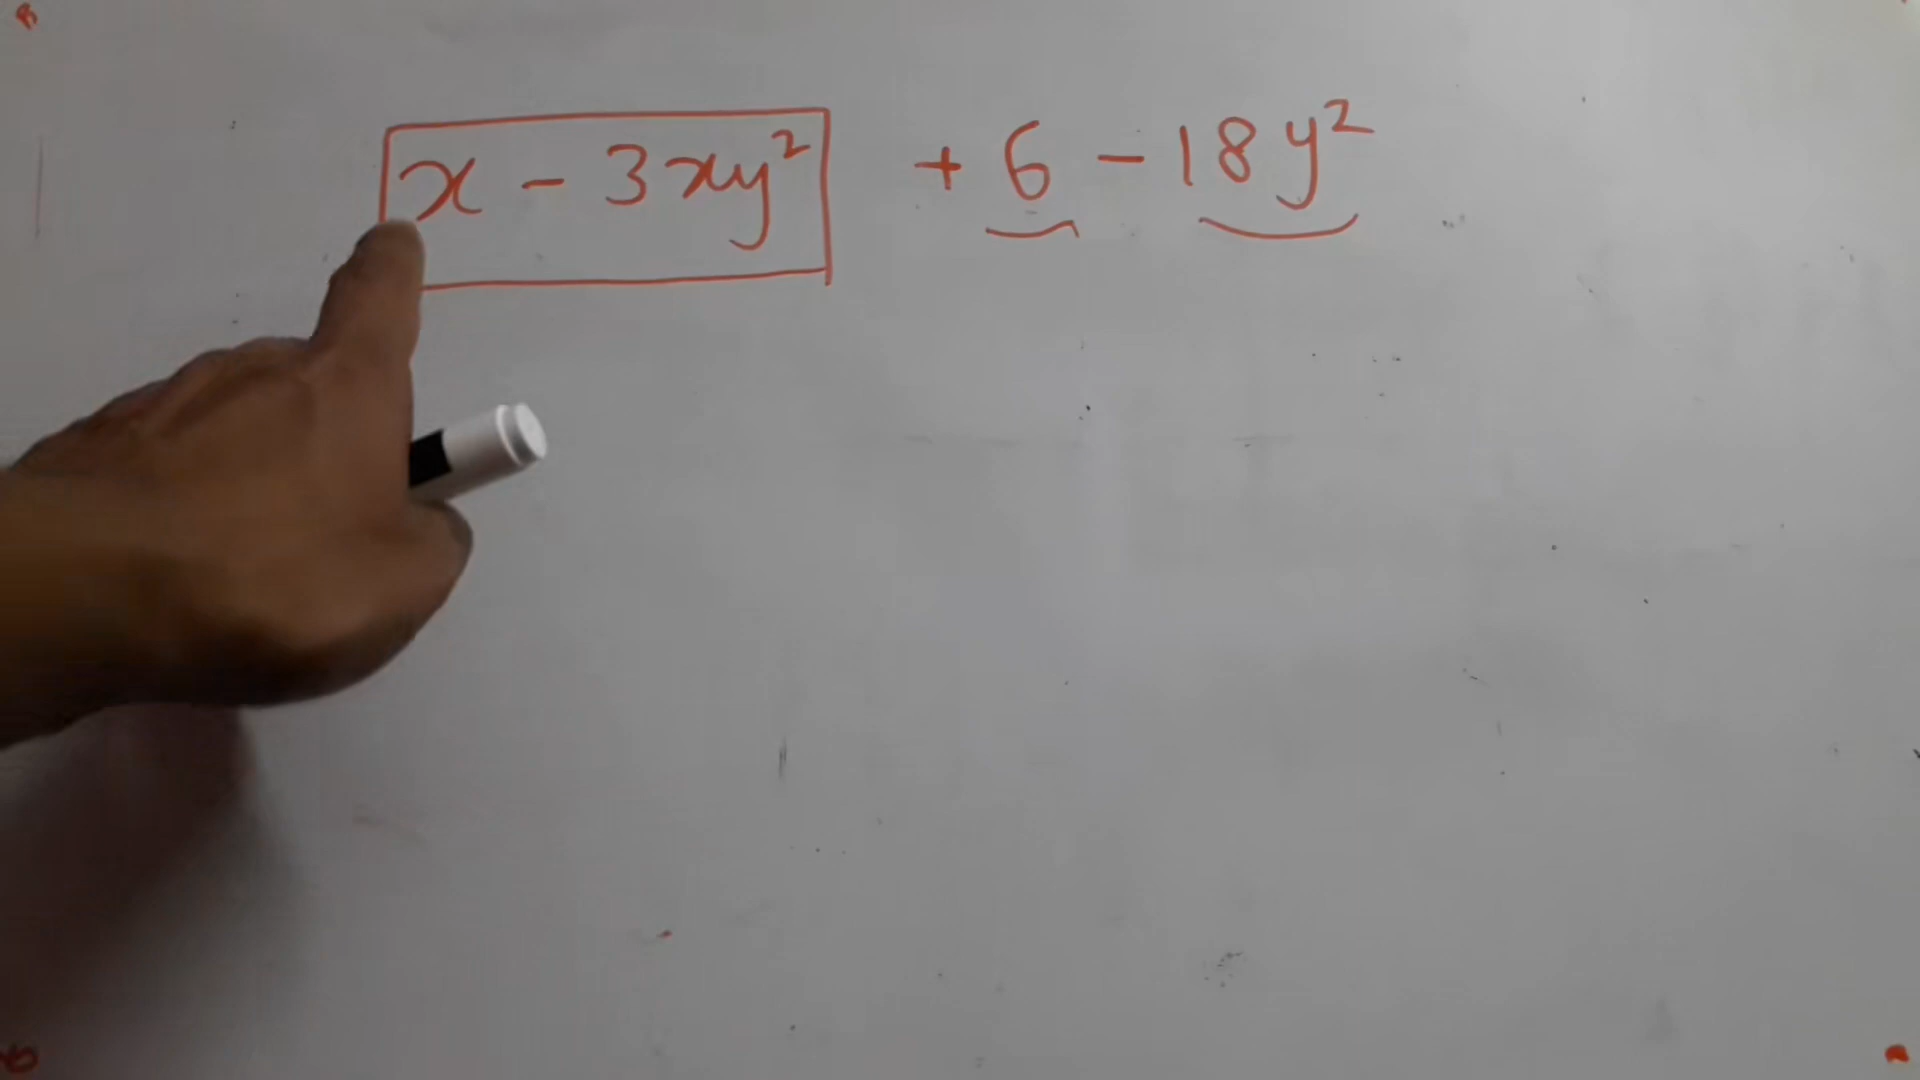 x - 3xy² + 6 - 18y²